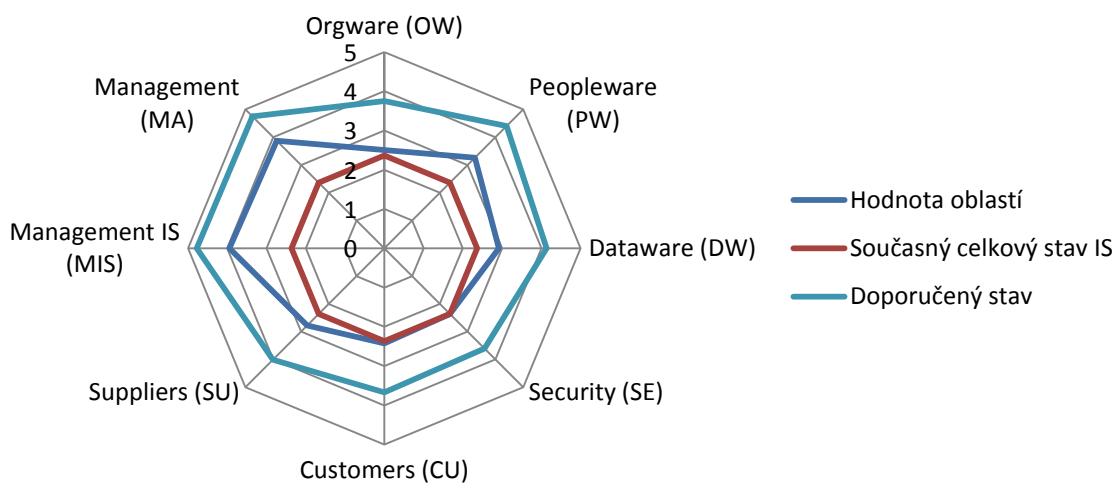 Orgware (OW)
5
4
3
2
1
0
Peopleware
(PW)
Dataware (DW)
Security (SE)
Customers (CU)
Suppliers (SU)
Management IS
(MIS)
Management
(MA)
Hodnota oblastí
Současný celkový stav IS
Doporučený stav